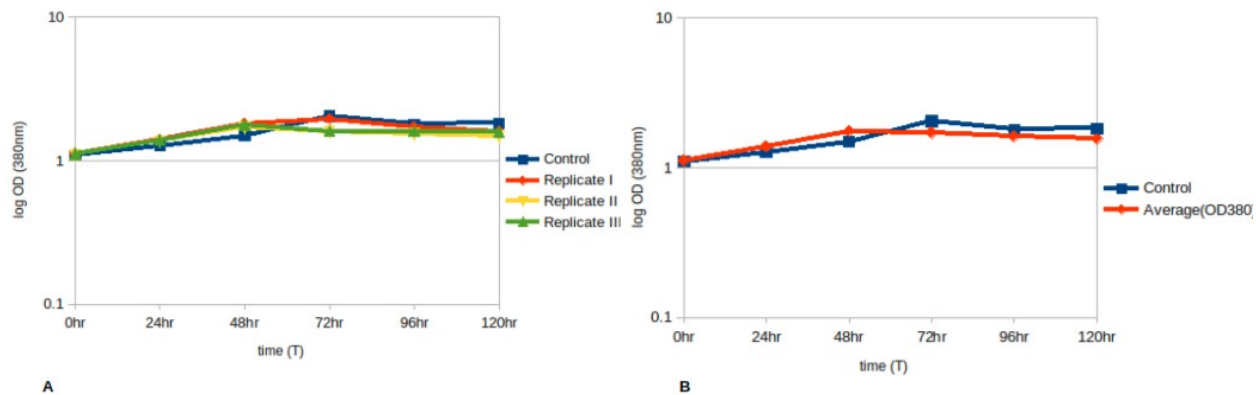 10
1
0.1
log OD (380nm)
0hr
24hr
48hr
72hr
96hr
120hr
time (T)
Control
Replicate I
Replicate II
Replicate III
A
10
1
0.1
log OD (380nm)
0hr
24hr
48hr
72hr
96hr
120hr
time (T)
Control
Average(OD380)
B